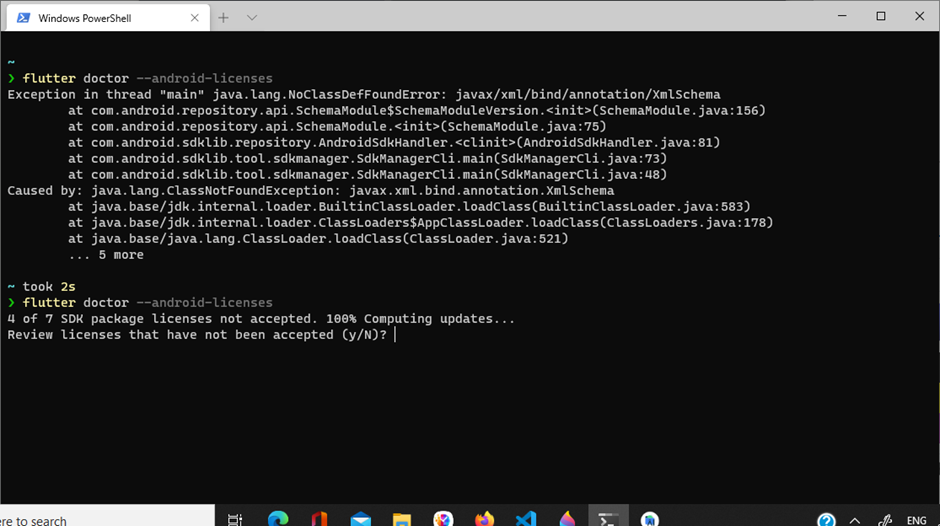 Windows PowerShell
~
❯ flutter doctor --android-licenses
Exception in thread "main" java.lang.NoClassDefFoundError: javax/xml/bind/annotation/XmlSchema
at com.android.repository.api.SchemaModule$SchemaModuleVersion.<init>(SchemaModule.java:156)
at com.android.repository.api.SchemaModule.<init>(SchemaModule.java:75)
at com.android.sdklib.repository.AndroidSdkHandler.<clinit>(AndroidSdkHandler.java:81)
at com.android.sdklib.tool.sdkmanager.SdkManagerCli.main(SdkManagerCli.java:73)
at com.android.sdklib.tool.sdkmanager.SdkManagerCli.main(SdkManagerCli.java:48)
Caused by: java.lang.ClassNotFoundException: javax.xml.bind.annotation.XmlSchema
at java.base/jdk.internal.loader.BuiltinClassLoader.loadClass(BuiltinClassLoader.java:583)
at java.base/jdk.internal.loader.ClassLoaders$AppClassLoader.loadClass(ClassLoaders.java:178)
at java.base/java.lang.ClassLoader.loadClass(ClassLoader.java:521)
... 5 more
~ took 2s
❯ flutter doctor --android-licenses
4 of 7 SDK package licenses not accepted. 100% Computing updates...
Review licenses that have not been accepted (y/N)?
ere to search
ENG